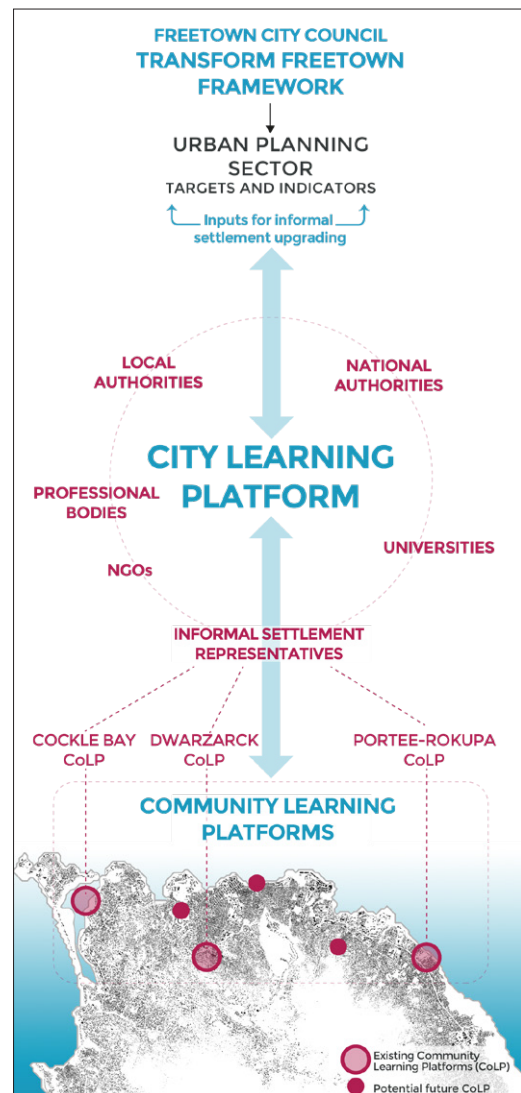 FREETOWN CITY COUNCIL
TRANSFORM FREETOWN
FRAMEWORK
URBAN PLANNING
SECTOR
TARGETS AND INDICATORS
Inputs for informal
settlement upgrading
LOCAL
AUTHORITIES
NATIONAL
AUTHORITIES
CITY LEARNING
PLATFORM
PROFESSIONAL
BODIES
UNIVERSITIES
NGOs
INFORMAL SETTLEMENT
REPRESENTATIVES
COCKLE BAY
CoLP
DWARZARCK
CoLP
PORTEE-ROKUPA
CoLP
COMMUNITY LEARNING
PLATFORMS
Existing Community
Learning Platforms (CoLP)
Potential future CoLP